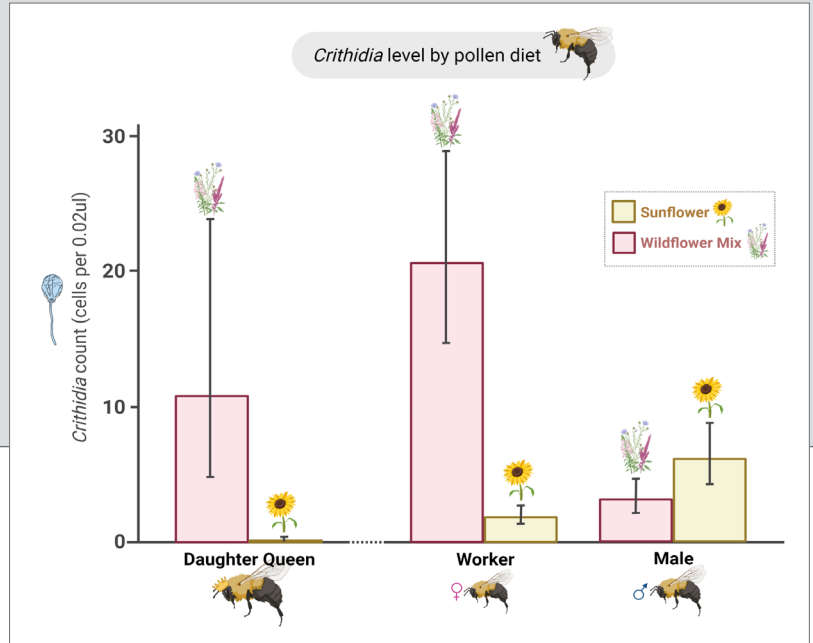 Crithidia level by pollen diet
30
20
10
0
Crithidia count (cells per 0.02ul)
Sunflower
Wildflower Mix
Daughter Queen
Worker
Male
♀
♂